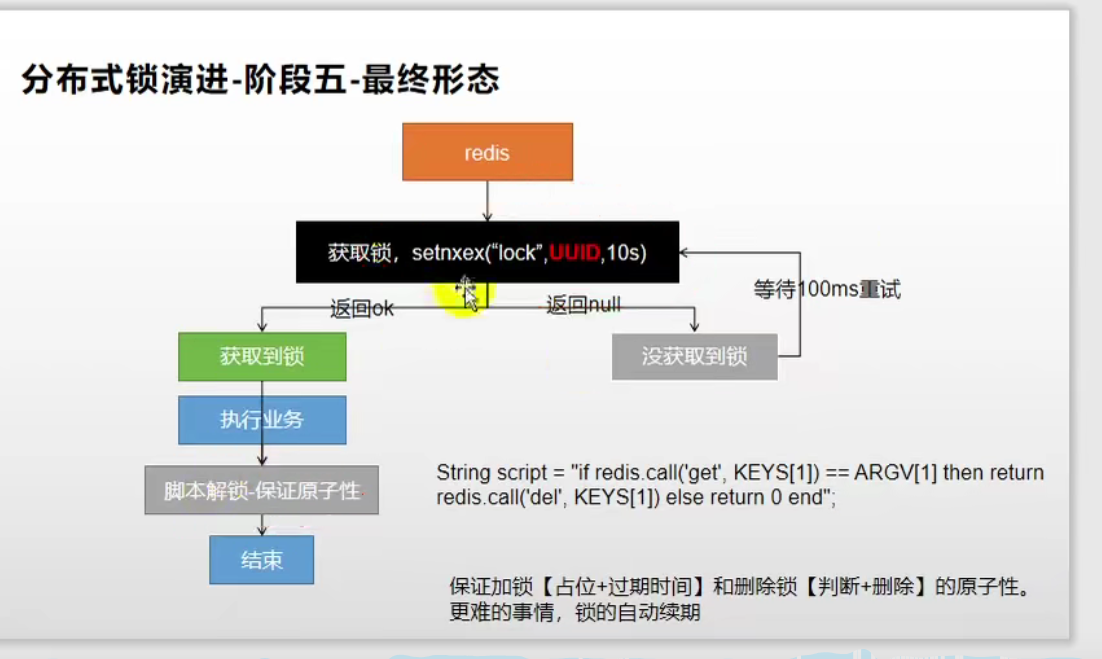 分布式锁演进-阶段五-最终形态
redis
获取锁，setnxex(“lock”,UUID,10s)
等待100ms重试
返回ok
返回null
获取到锁
没获取到锁
执行业务
脚本解锁-保证原子性
String script = "if redis.call('get', KEYS[1]) == ARGV[1] then return
redis.call('del', KEYS[1]) else return 0 end";
结束
保证加锁【占位+过期时间】和删除锁【判断+删除】的原子性。
更难的事情，锁的自动续期